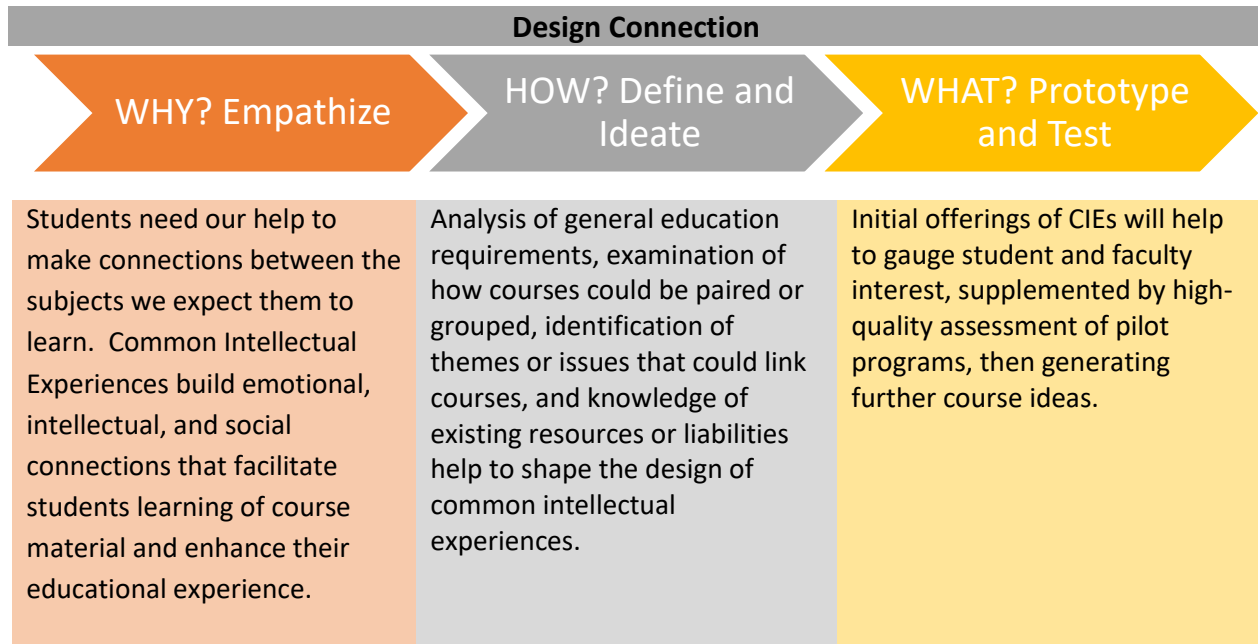 Design Connection
WHY? Empathize
HOW? Define and
Ideate
WHAT? Prototype
and Test
Students need our help to
make connections between the
subjects we expect them to
learn.  Common Intellectual
Experiences build emotional,
intellectual, and social
connections that facilitate
students learning of course
material and enhance their
educational experience.
Analysis of general education
requirements, examination of
how courses could be paired or
grouped, identification of
themes or issues that could link
courses, and knowledge of
existing resources or liabilities
help to shape the design of
common intellectual
experiences.
Initial offerings of CIEs will help
to gauge student and faculty
interest, supplemented by high-
quality assessment of pilot
programs, then generating
further course ideas.